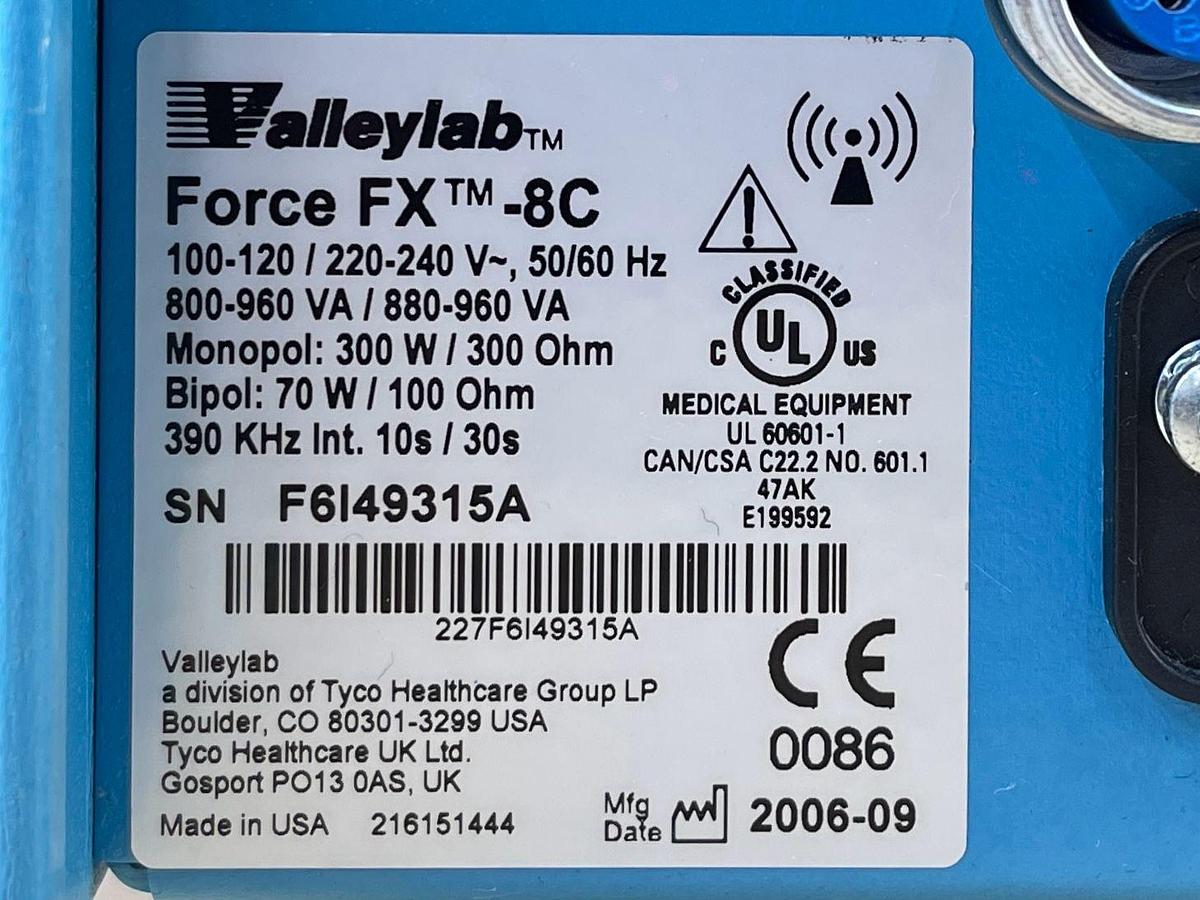 Valleylab™
Force FX™-8C
100-120 / 220-240 V~, 50/60 Hz
800-960 VA / 880-960 VA
Monopol: 300 W / 300 Ohm
Bipol: 70 W / 100 Ohm
390 KHz Int. 10s / 30s
SN F6I49315A
CLASSIFIED
C UL US
MEDICAL EQUIPMENT
UL 60601-1
CAN/CSA C22.2 NO. 601.1
47AK
E199592
227F6I49315A
Valleylab
a division of Tyco Healthcare Group LP
Boulder, CO 80301-3299 USA
Tyco Healthcare UK Ltd.
Gosport PO13 0AS, UK
Made in USA 216151444
CE
0086
Mfg
Date 2006-09